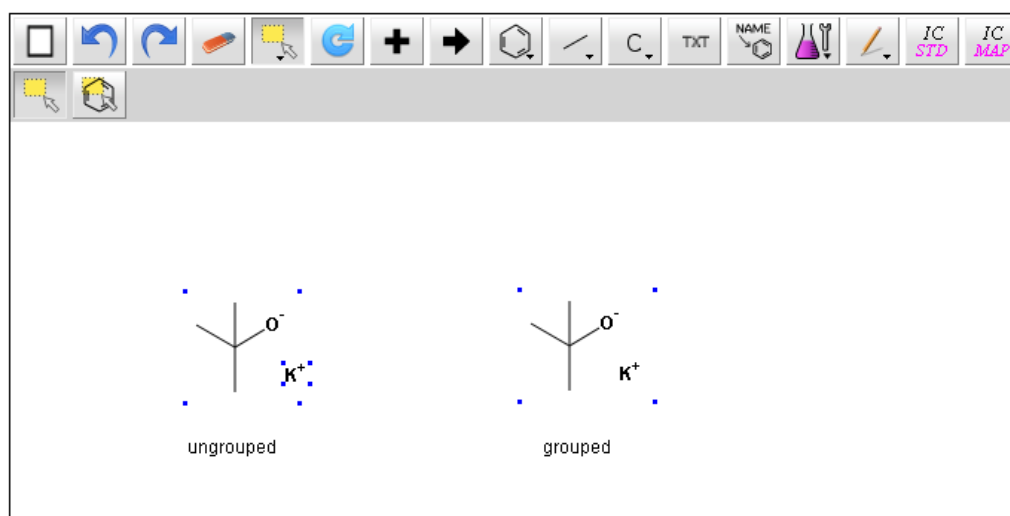 C TXT NAME IC STD IC MAP
O- O-
K+ K+
ungrouped grouped